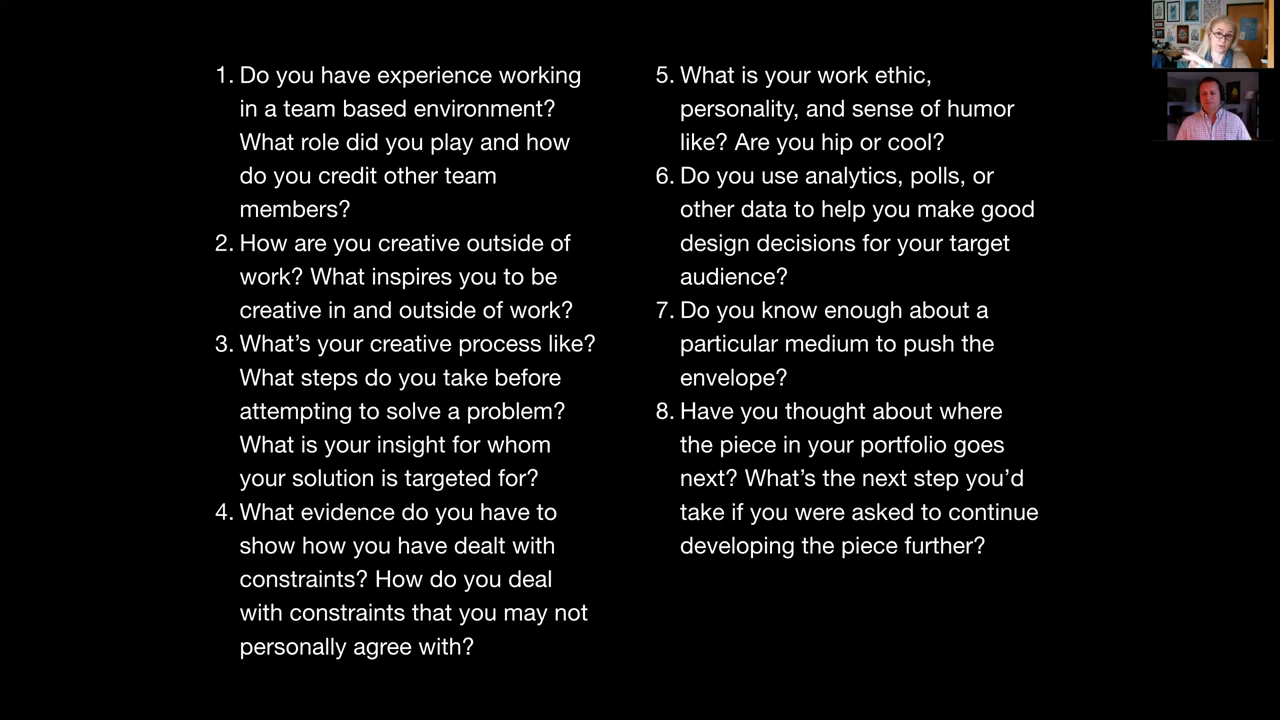 1. Do you have experience working
in a team based environment?
What role did you play and how
do you credit other team
members?
2. How are you creative outside of
work? What inspires you to be
creative in and outside of work?
3. What’s your creative process like?
What steps do you take before
attempting to solve a problem?
What is your insight for whom
your solution is targeted for?
4. What evidence do you have to
show how you have dealt with
constraints? How do you deal
with constraints that you may not
personally agree with?
5. What is your work ethic,
personality, and sense of humor
like? Are you hip or cool?
6. Do you use analytics, polls, or
other data to help you make good
design decisions for your target
audience?
7. Do you know enough about a
particular medium to push the
envelope?
8. Have you thought about where
the piece in your portfolio goes
next? What’s the next step you’d
take if you were asked to continue
developing the piece further?